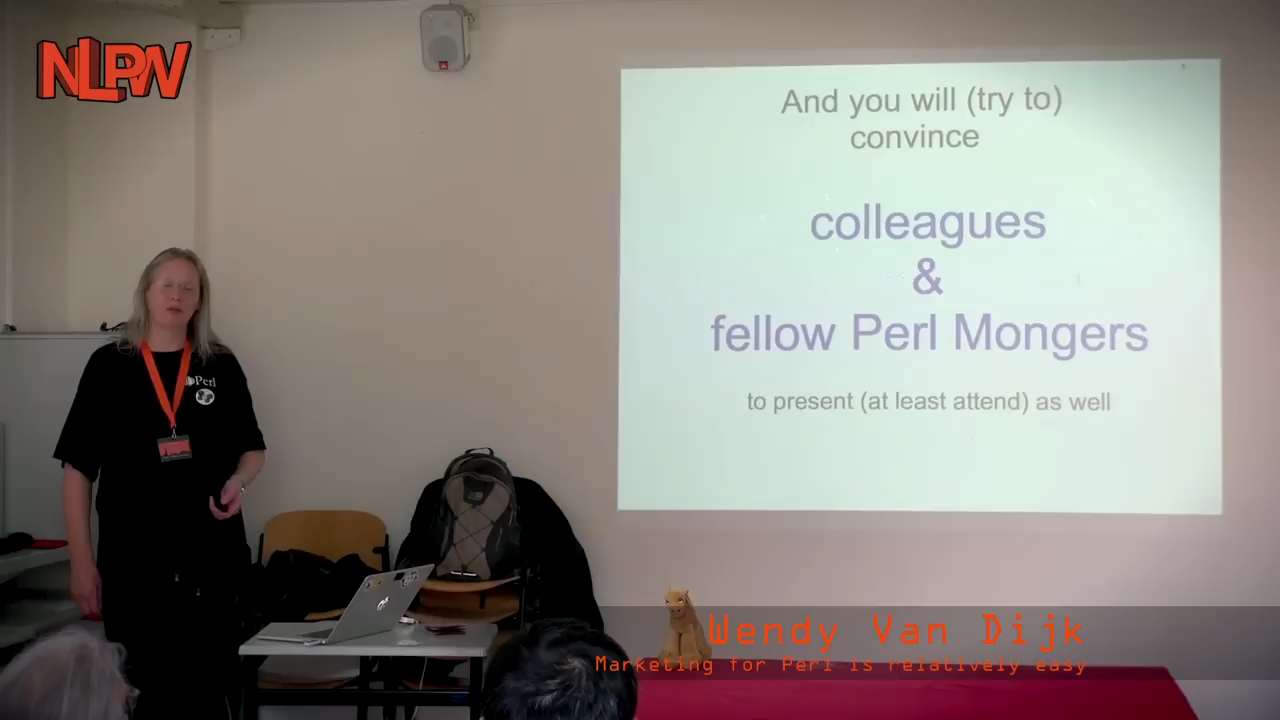 NLPW
And you will (try to)
convince
colleagues
&
fellow Perl Mongers
to present (at least attend) as well
Perl
Wendy Van Dijk
Marketing for Perl is relatively easy